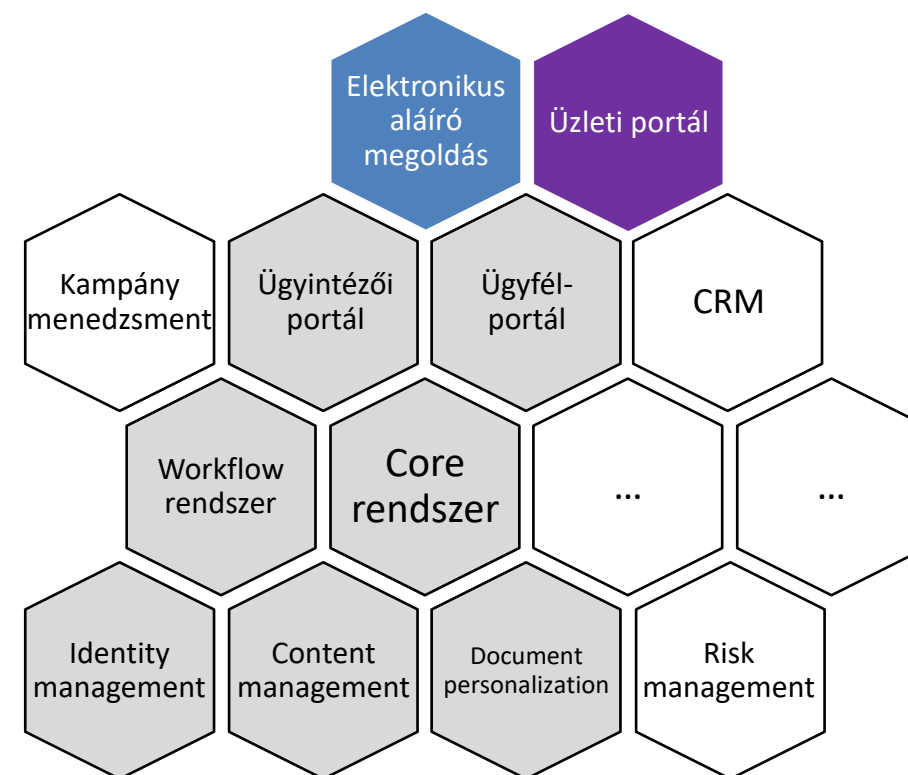 Elektronikus
aláíró
megoldás
Üzleti portál
Kampány
menedzsment
Ügyintézői
portál
Ügyfél-
portál
CRM
Workflow
rendszer
Core
rendszer
...
...
Identity
management
Content
management
Document
personalization
Risk
management